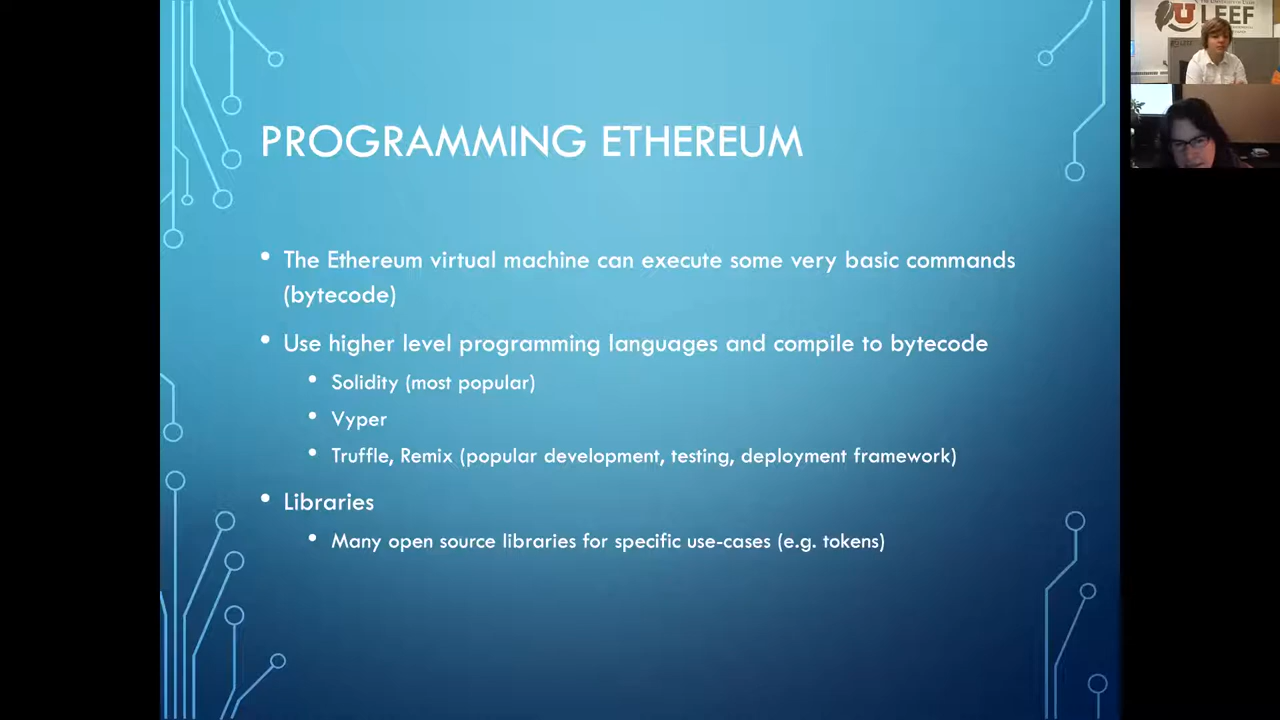 PROGRAMMING ETHEREUM
• The Ethereum virtual machine can execute some very basic commands
(bytecode)
• Use higher level programming languages and compile to bytecode
• Solidity (most popular)
• Vyper
• Truffle, Remix (popular development, testing, deployment framework)
• Libraries
• Many open source libraries for specific use-cases (e.g. tokens)
U LEEF